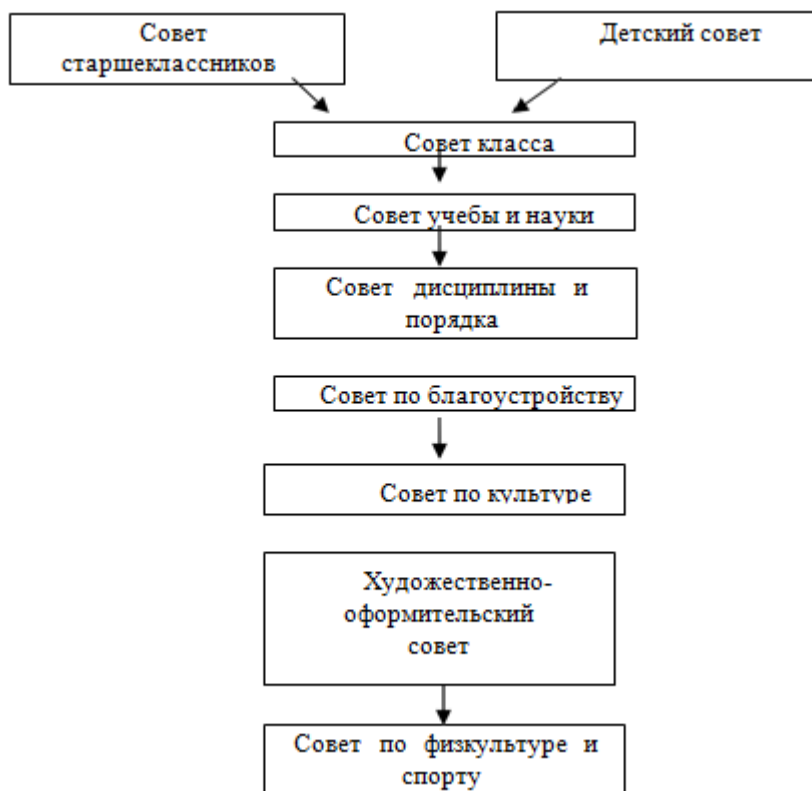 Совет
старшеклассников
Детский совет
Совет класса
Совет учебы и науки
Совет дисциплины и
порядка
Совет по благоустройству
Совет по культуре
Художественно-
оформительский
совет
Совет по физкультуре и
спорту